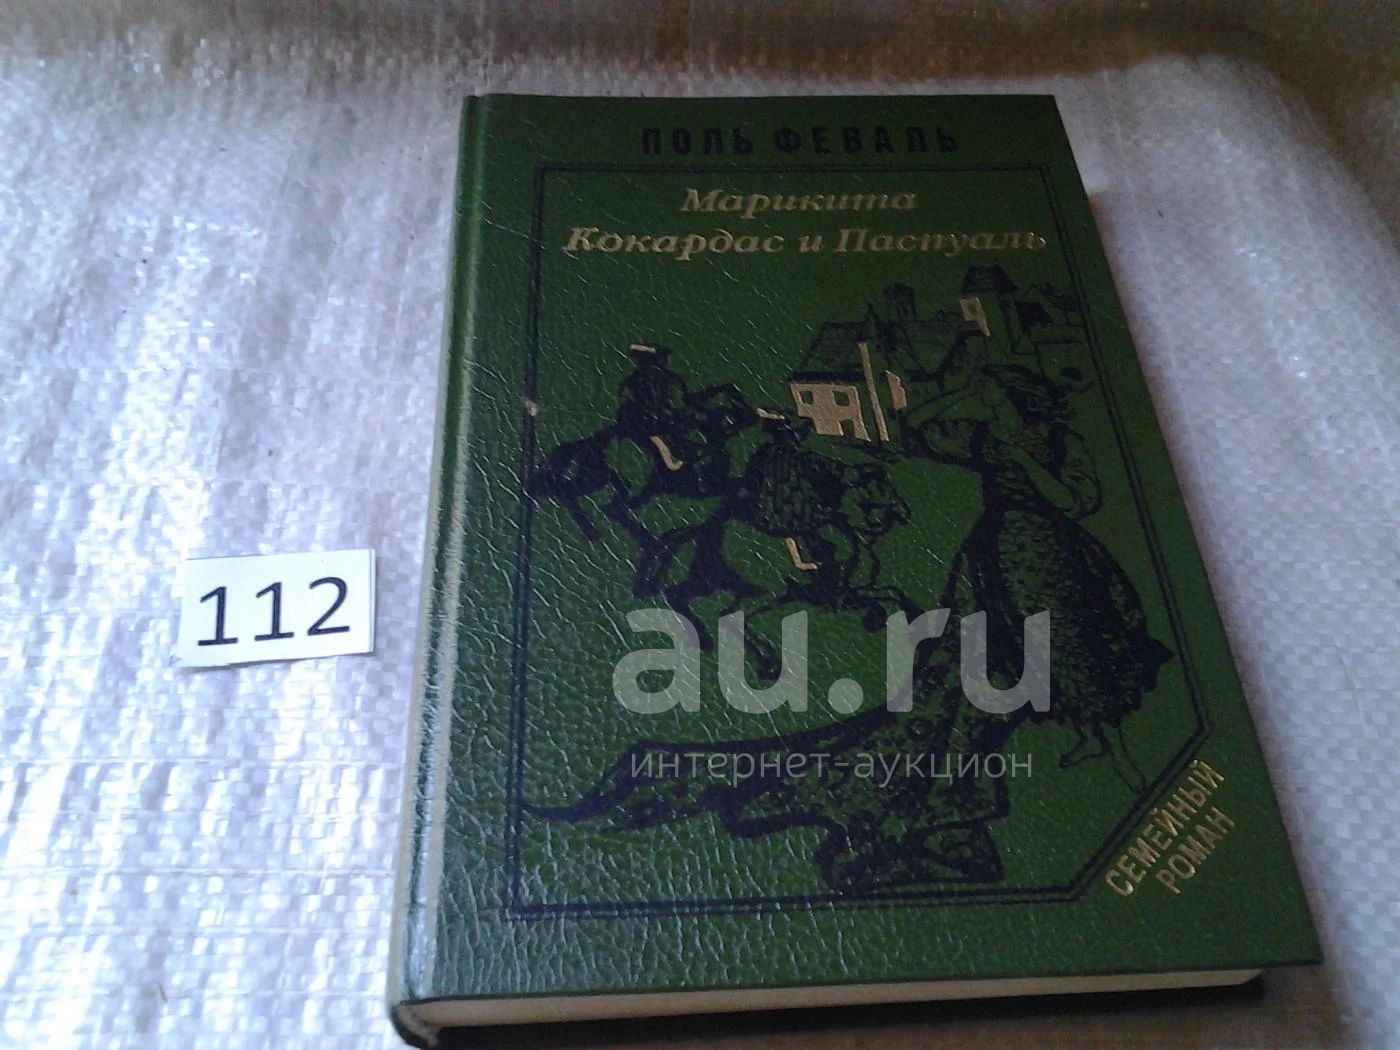 ПОЛЬ ФЕВАЛЬ
Марикита
Кокардас и Паспуаль
112
au.ru
интернет-аукцион
СЕМЕЙНЫЙ
РОМАН